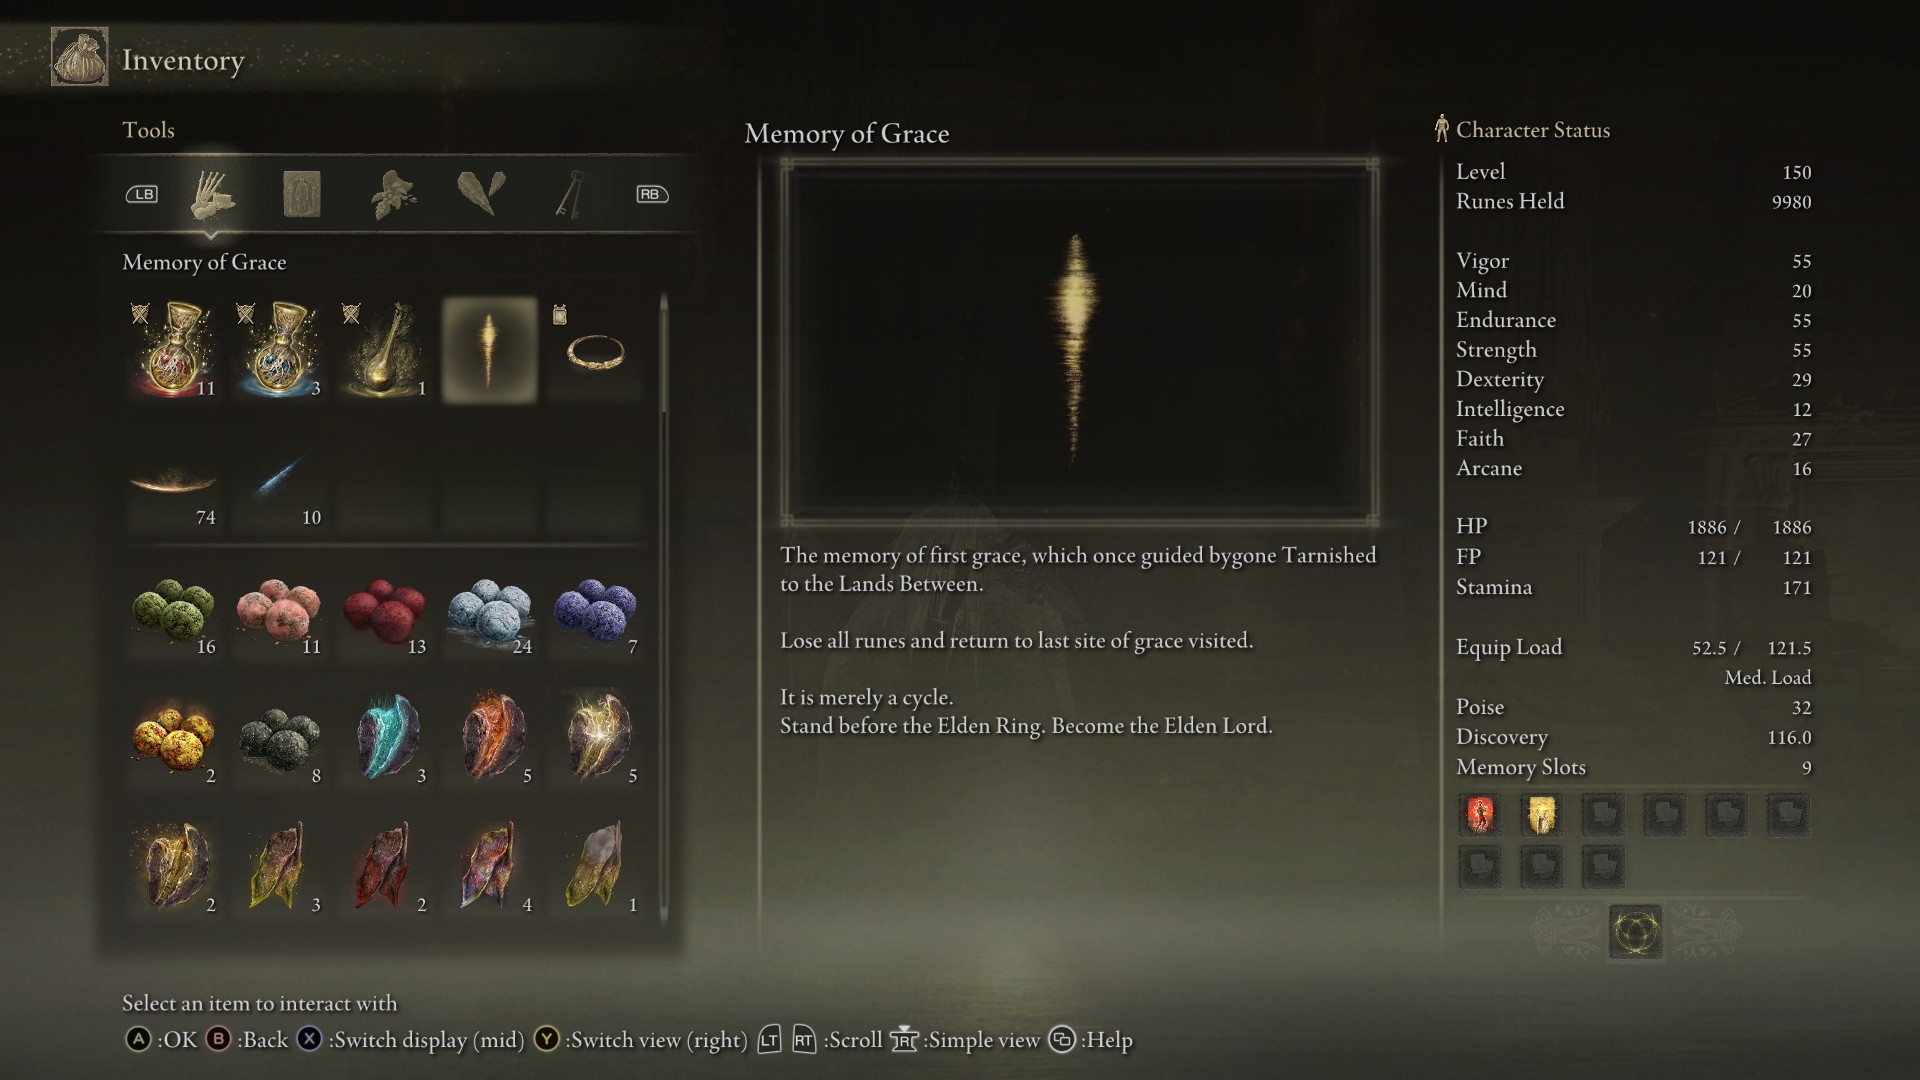 Inventory
Tools
LB
RB
Memory of Grace
11
3
1
74
10
16
11
13
24
7
2
8
3
5
5
2
3
2
4
1
Memory of Grace
The memory of first grace, which once guided bygone Tarnished
to the Lands Between.
Lose all runes and return to last site of grace visited.
It is merely a cycle.
Stand before the Elden Ring. Become the Elden Lord.
Character Status
Level 150
Runes Held 9980
Vigor 55
Mind 20
Endurance 55
Strength 55
Dexterity 29
Intelligence 12
Faith 27
Arcane 16
HP 1886 / 1886
FP 121 / 121
Stamina 171
Equip Load 52.5 / 121.5
Med. Load
Poise 32
Discovery 116.0
Memory Slots 9
Select an item to interact with
A :OK B :Back X :Switch display (mid) Y :Switch view (right) LT RT :Scroll R :Simple view :Help